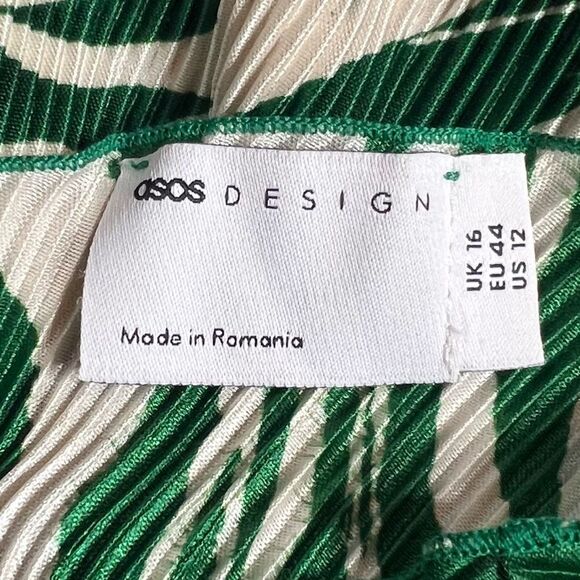 asos DESIGN
Made in Romania
UK 16
EU 44
US 12